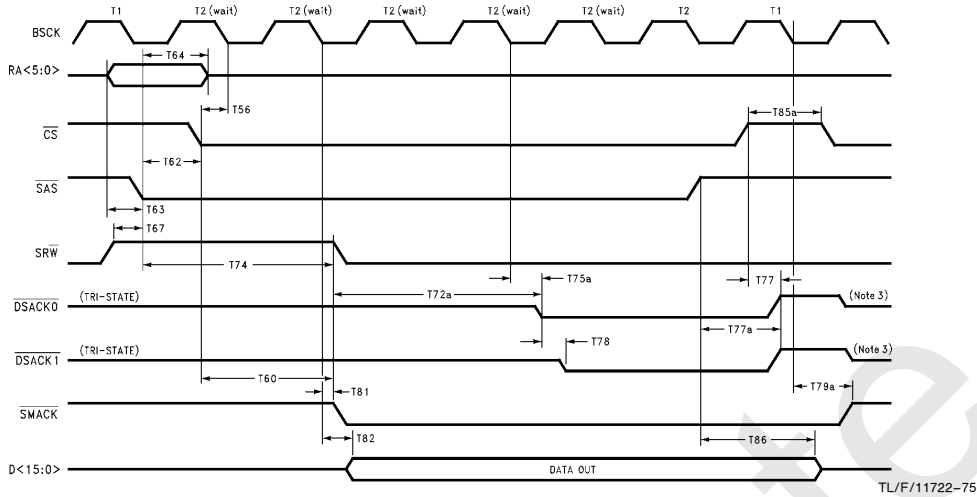 T1 T2 (wait) T2 (wait) T2 (wait) T2 (wait) T2 (wait) T2 T1
BSCK
T64
RA<5:0>
T56
T85a
CS
T62
SAS
T63
T67
SRW
T74
T75a
T77
T72a
(TRI-STATE) (Note 3)
DSACK0
T77a
T78
(TRI-STATE) (Note 3)
DSACK1
T60
T81
T79a
SMACK
T82
T86
D<15:0> DATA OUT
TL/F/11722–75